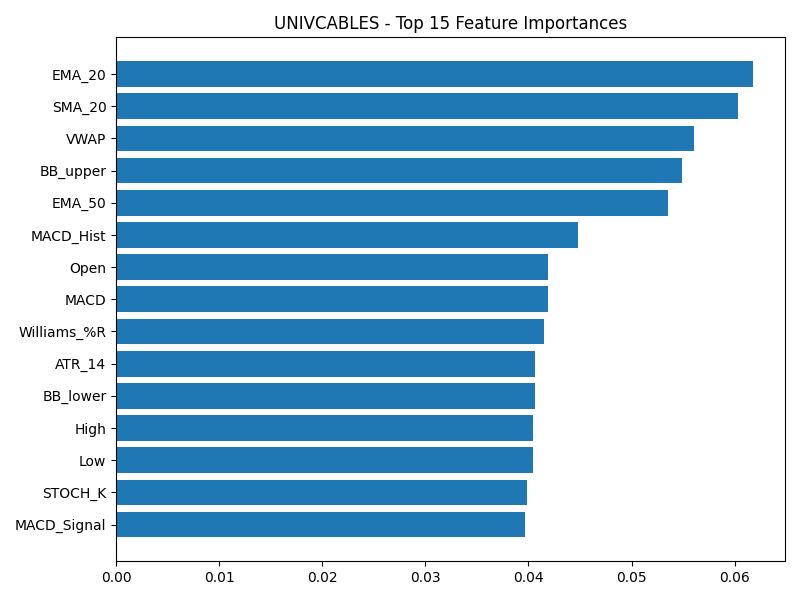 UNIVCABLES - Top 15 Feature Importances
EMA_20
SMA_20
VWAP
BB_upper
EMA_50
MACD_Hist
Open
MACD
Williams_%R
ATR_14
BB_lower
High
Low
STOCH_K
MACD_Signal
0.00 0.01 0.02 0.03 0.04 0.05 0.06